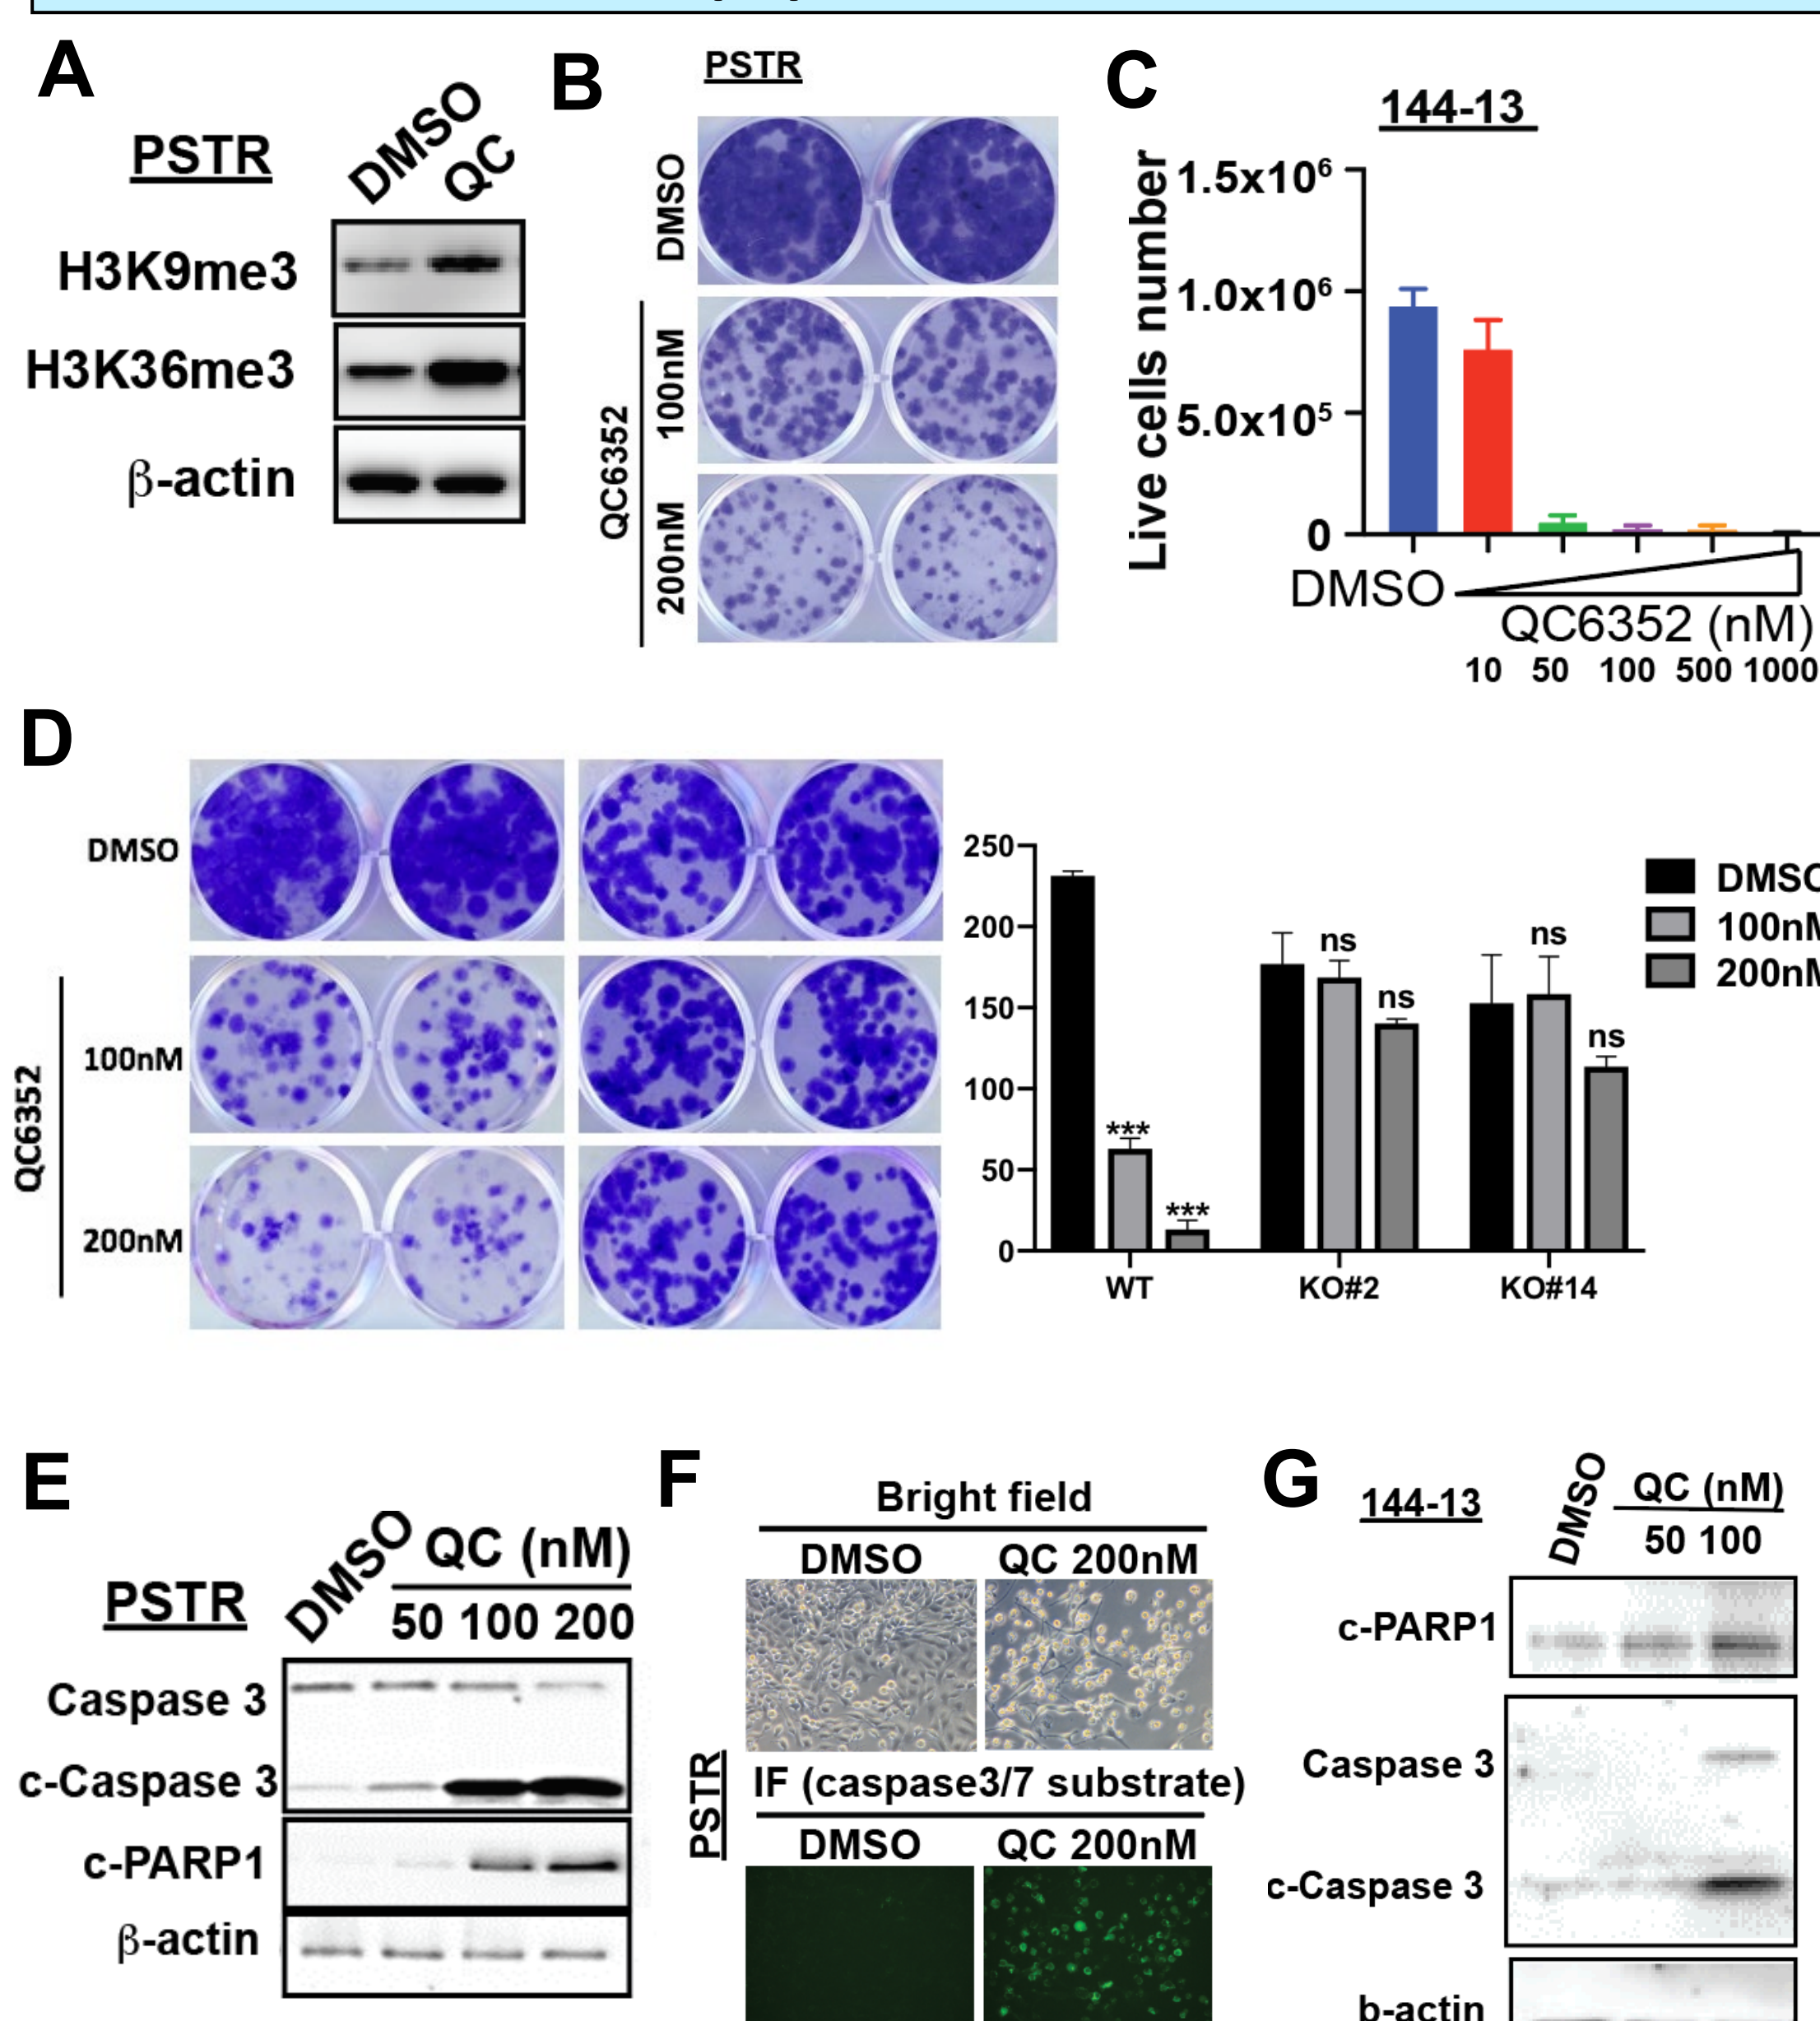 A
PSTR
DMSO
QC
H3K9me3
H3K36me3
β-actin
B
PSTR
DMSO
QC6352
100nM
200nM
C
144-13
Live cells number
1.5x10⁶
1.0x10⁶
5.0x10⁵
0
DMSO
QC6352 (nM)
10 50 100 500 1000
D
DMSO
QC6352
100nM
200nM
250
200
150
100
50
0
***
***
ns
ns
ns
ns
WT
KO#2
KO#14
DMSO
100nM
200nM
E
PSTR
DMSO
QC (nM)
50 100 200
Caspase 3
c-Caspase 3
c-PARP1
β-actin
F
Bright field
DMSO
QC 200nM
PSTR
IF (caspase3/7 substrate)
DMSO
QC 200nM
G
144-13
DMSO
QC (nM)
50 100
c-PARP1
Caspase 3
c-Caspase 3
b-actin